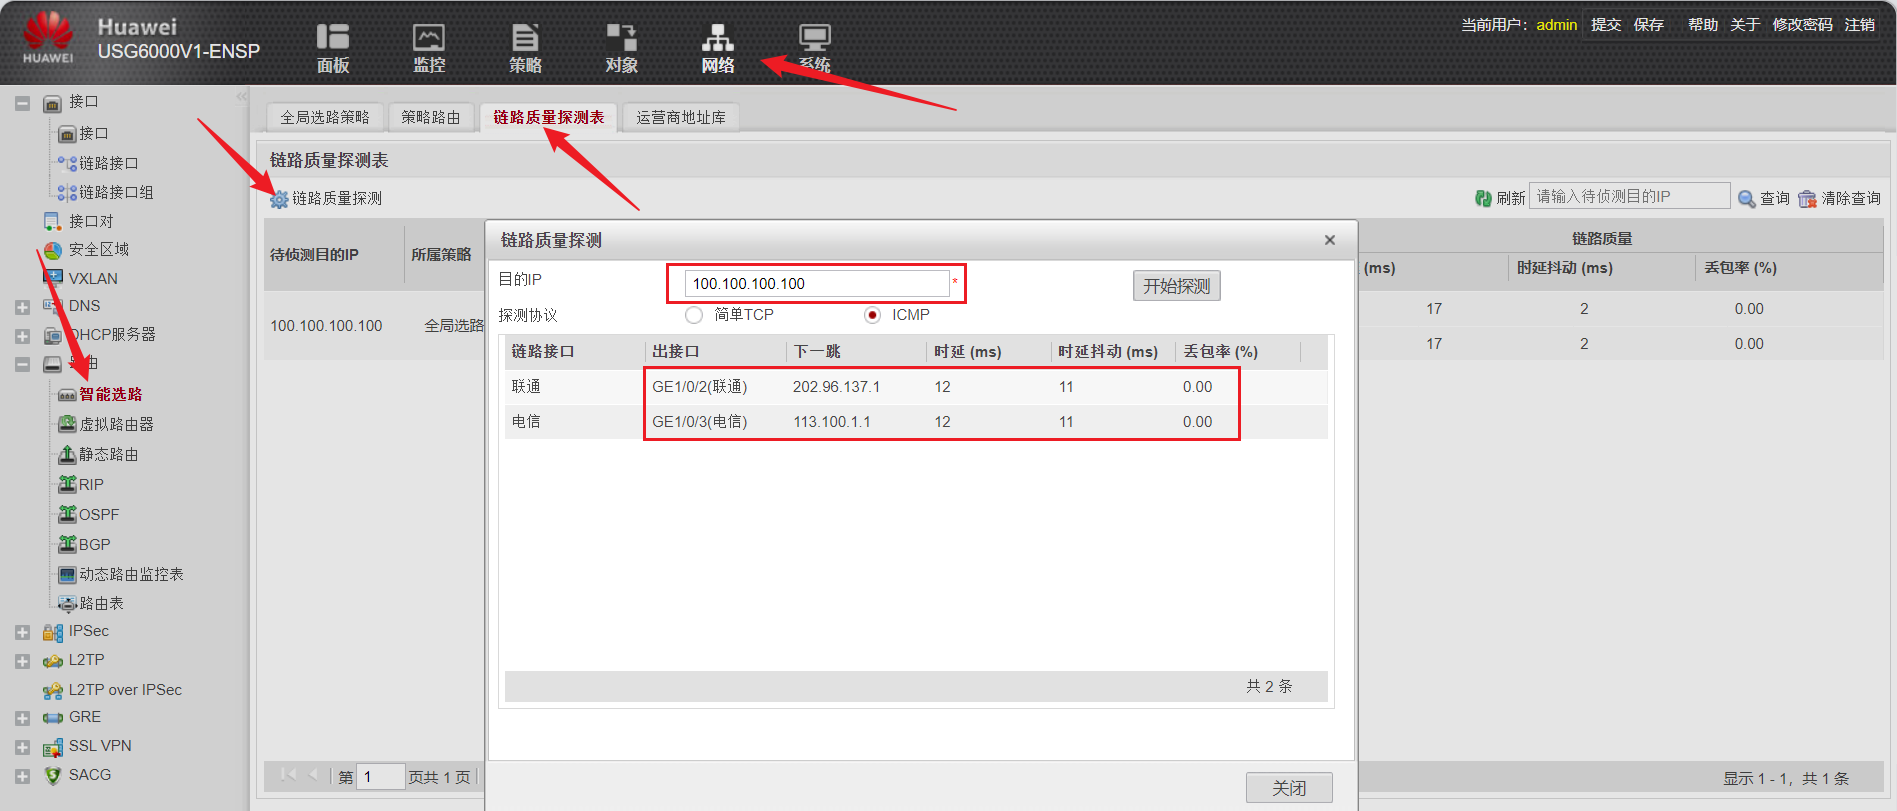 HUAWEI
Huawei
USG6000V1-ENSP
面板
监控
策略
对象
网络
系统
当前用户: admin 提交 保存 帮助 关于 修改密码 注销
接口
接口
链路接口
链路接口组
接口对
安全区域
VXLAN
DNS
DHCP服务器
路由
智能选路
虚拟路由器
静态路由
RIP
OSPF
BGP
动态路由监控表
路由表
IPSec
L2TP
L2TP over IPSec
GRE
SSL VPN
SACG
全局选路策略 策略路由 链路质量探测表 运营商地址库
链路质量探测表
链路质量探测
刷新 请输入待侦测目的IP 查询 清除查询
待侦测目的IP 所属策略 链路质量
(ms) 时延抖动 (ms) 丢包率 (%)
100.100.100.100 全局选路
17 2 0.00
17 2 0.00
链路质量探测
目的IP 100.100.100.100 * 开始探测
探测协议 简单TCP ICMP
链路接口 出接口 下一跳 时延 (ms) 时延抖动 (ms) 丢包率 (%)
联通 GE1/0/2(联通) 202.96.137.1 12 11 0.00
电信 GE1/0/3(电信) 113.100.1.1 12 11 0.00
共 2 条
关闭
第 1 页共 1 页
显示 1 - 1，共 1 条